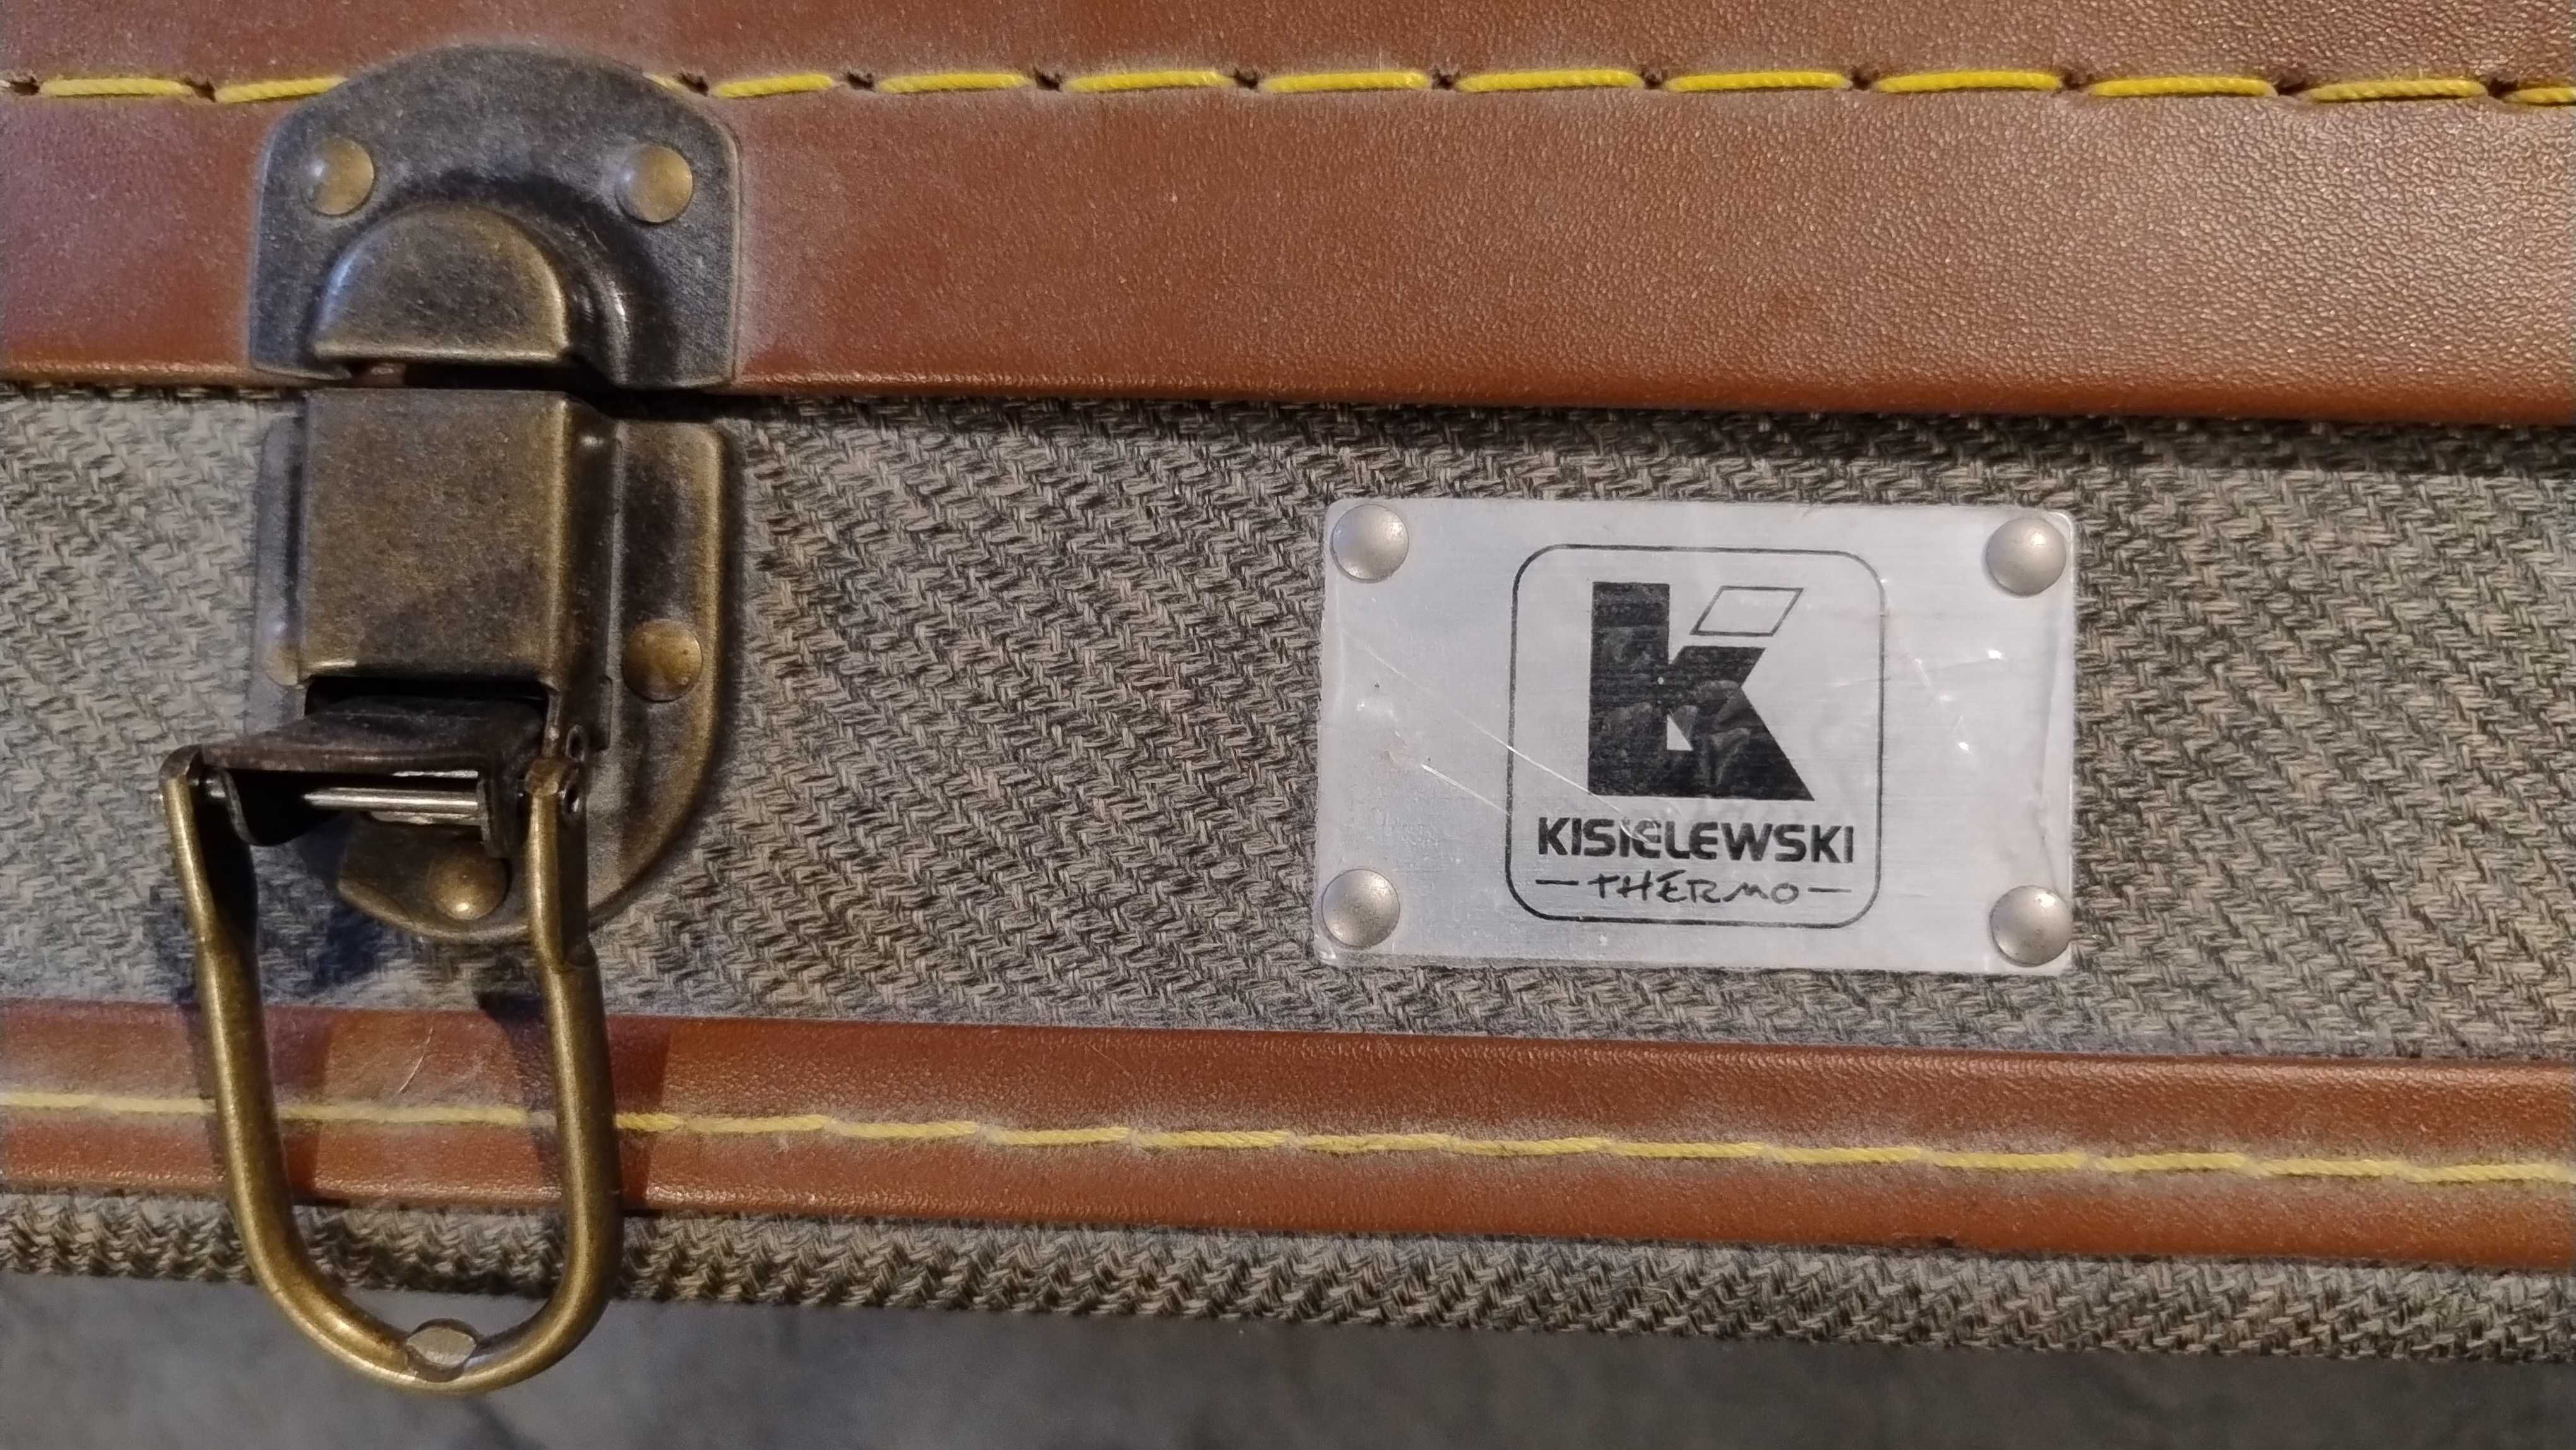 K
KISIELEWSKI
— THERMO —